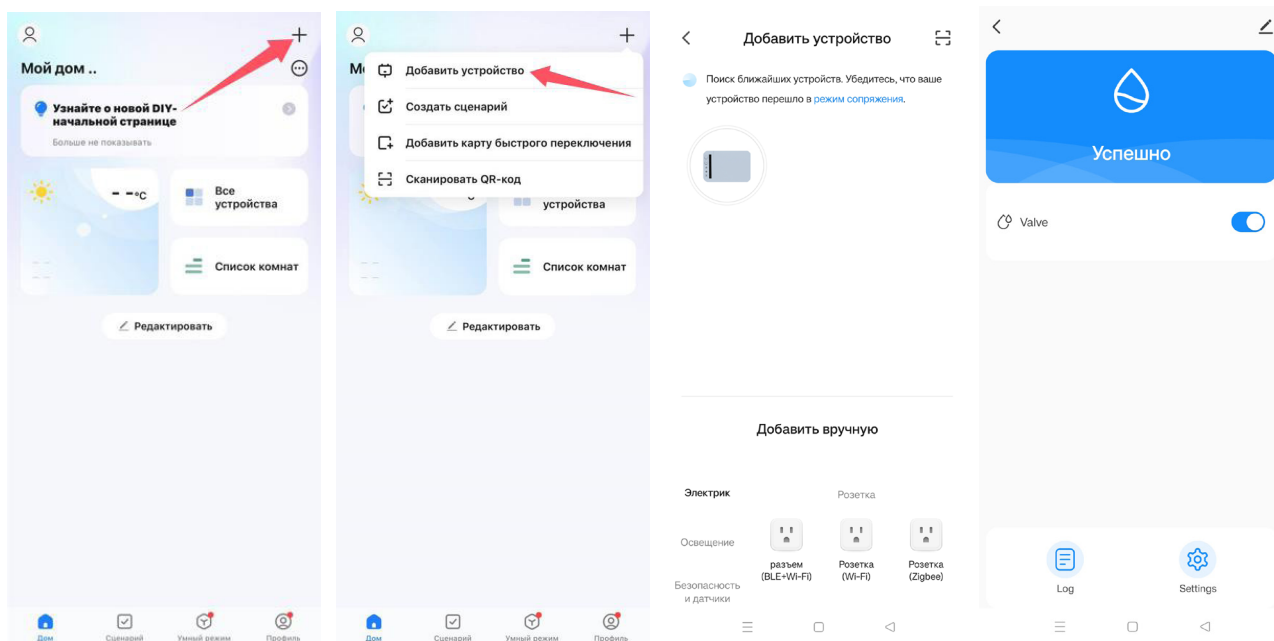 Мой дом ..
Узнайте о новой DIY-
начальной странице
Больше не показывать
- -°C
Все
устройства
Список комнат
Редактировать
Дом
Сценарий
Умный режим
Профиль
Добавить устройство
Создать сценарий
Добавить карту быстрого переключения
Сканировать QR-код
устройства
Список комнат
Редактировать
Дом
Сценарий
Умный режим
Профиль
Добавить устройство
Поиск ближайших устройств. Убедитесь, что ваше
устройство перешло в режим сопряжения.
Добавить вручную
Электрик
Розетка
Освещение
разъем
(BLE+Wi-Fi)
Розетка
(Wi-Fi)
Розетка
(Zigbee)
Безопасность
и датчики
Успешно
Valve
Log
Settings